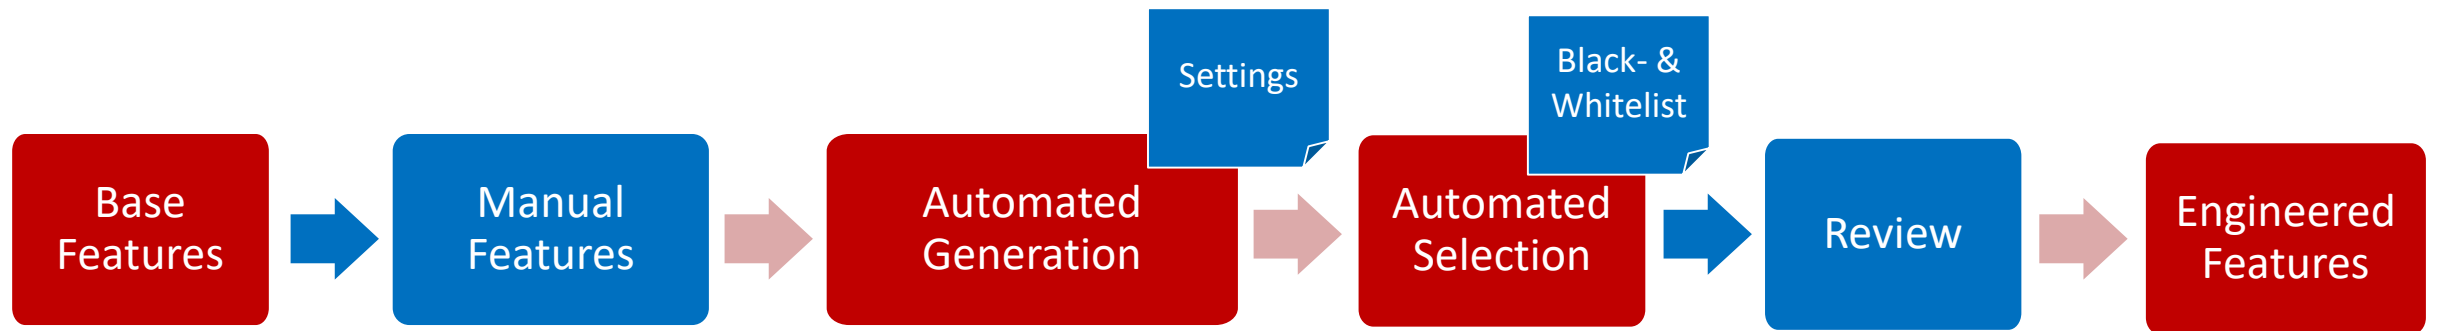 Settings
Black- &
Whitelist
Base
Features
Manual
Features
Automated
Generation
Automated
Selection
Review
Engineered
Features